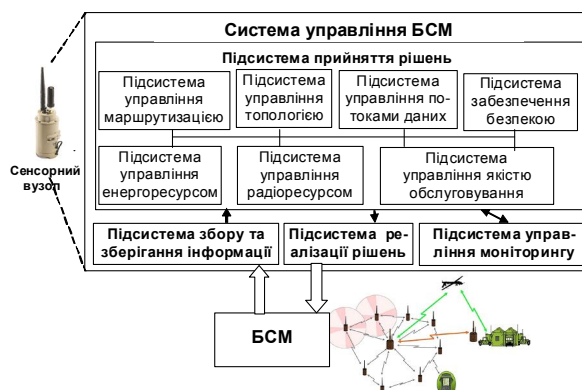 Система управління БСМ
Підсистема прийняття рішень
Підсистема
управління
маршрутизацією
Підсистема
управління
топологією
Підсистема
управління по-
токами даних
Підсистема
забезпечення
безпекою
Сенсорний
вузол
Підсистема
управління
енергоресурсом
Підсистема
управління
радіоресурсом
Підсистема
управління якістю
обслуговування
Підсистема збору та
зберігання інформації
Підсистема ре-
алізації рішень
Підсистема управ-
ління моніторингу
БСМ